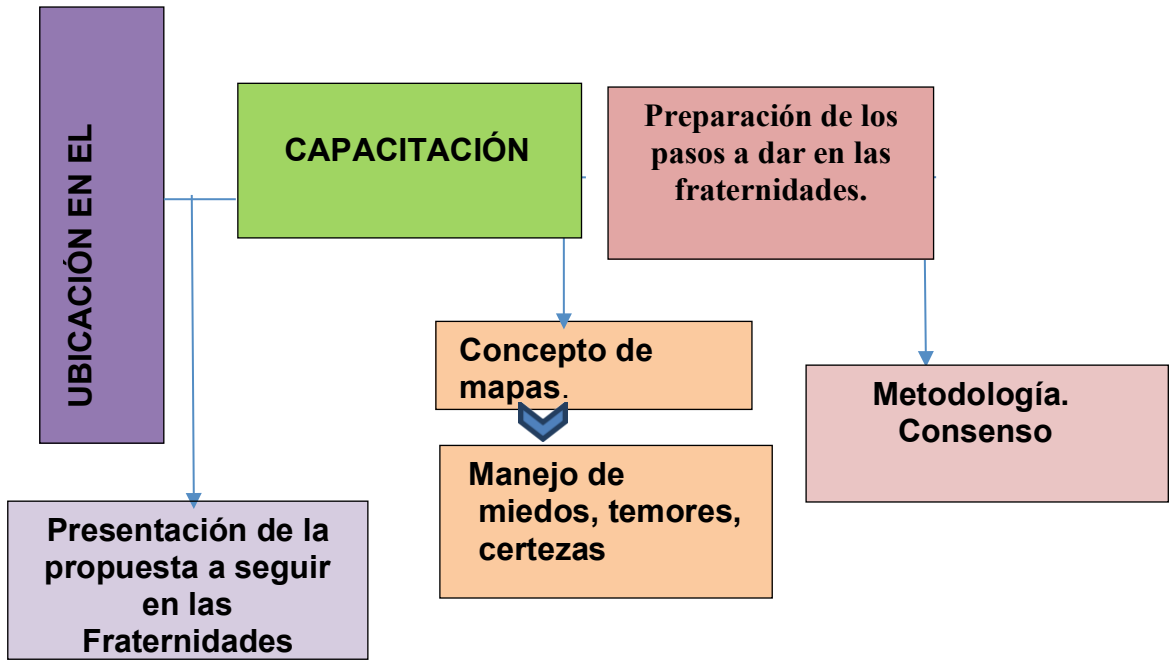 UBICACIÓN EN EL
CAPACITACIÓN
Preparación de los
pasos a dar en las
fraternidades.
Concepto de
mapas.
Manejo de
miedos, temores,
certezas
Metodología.
Consenso
Presentación de la
propuesta a seguir
en las
Fraternidades